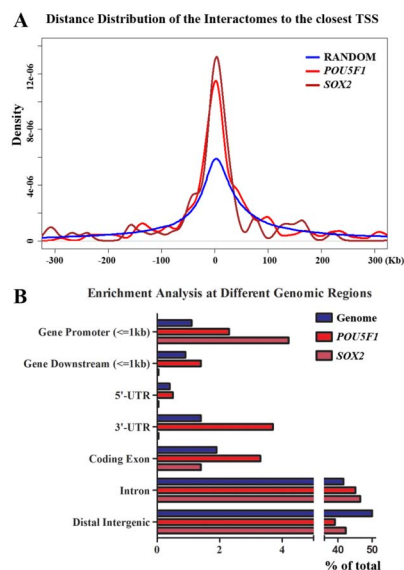 A Distance Distribution of the Interactomes to the closest TSS
RANDOM
POU5F1
SOX2
Density
0 4e-06 8e-06 12e-06
-300 -200 -100 0 100 200 300 (Kb)
B Enrichment Analysis at Different Genomic Regions
Genome
POU5F1
SOX2
Gene Promoter (<=1kb)
Gene Downstream (<=1kb)
5'-UTR
3'-UTR
Coding Exon
Intron
Distal Intergenic
0 2 4 40 50
% of total